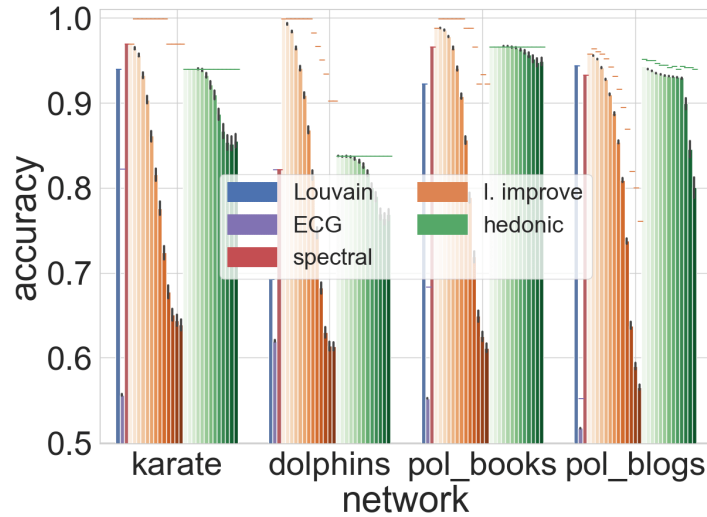 1.0
0.9
0.8
0.7
0.6
0.5
accuracy
Louvain
ECG
spectral
l. improve
hedonic
karate
dolphins
pol_books
pol_blogs
network